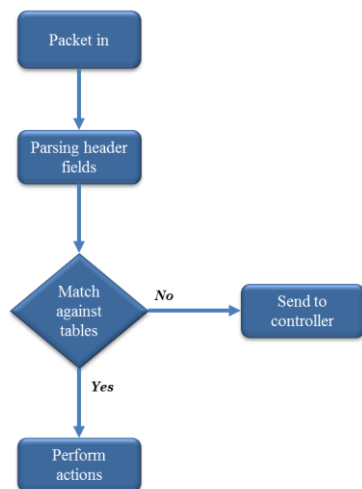 Packet in
Parsing header
fields
Match
against
tables
No
Send to
controller
Yes
Perform
actions